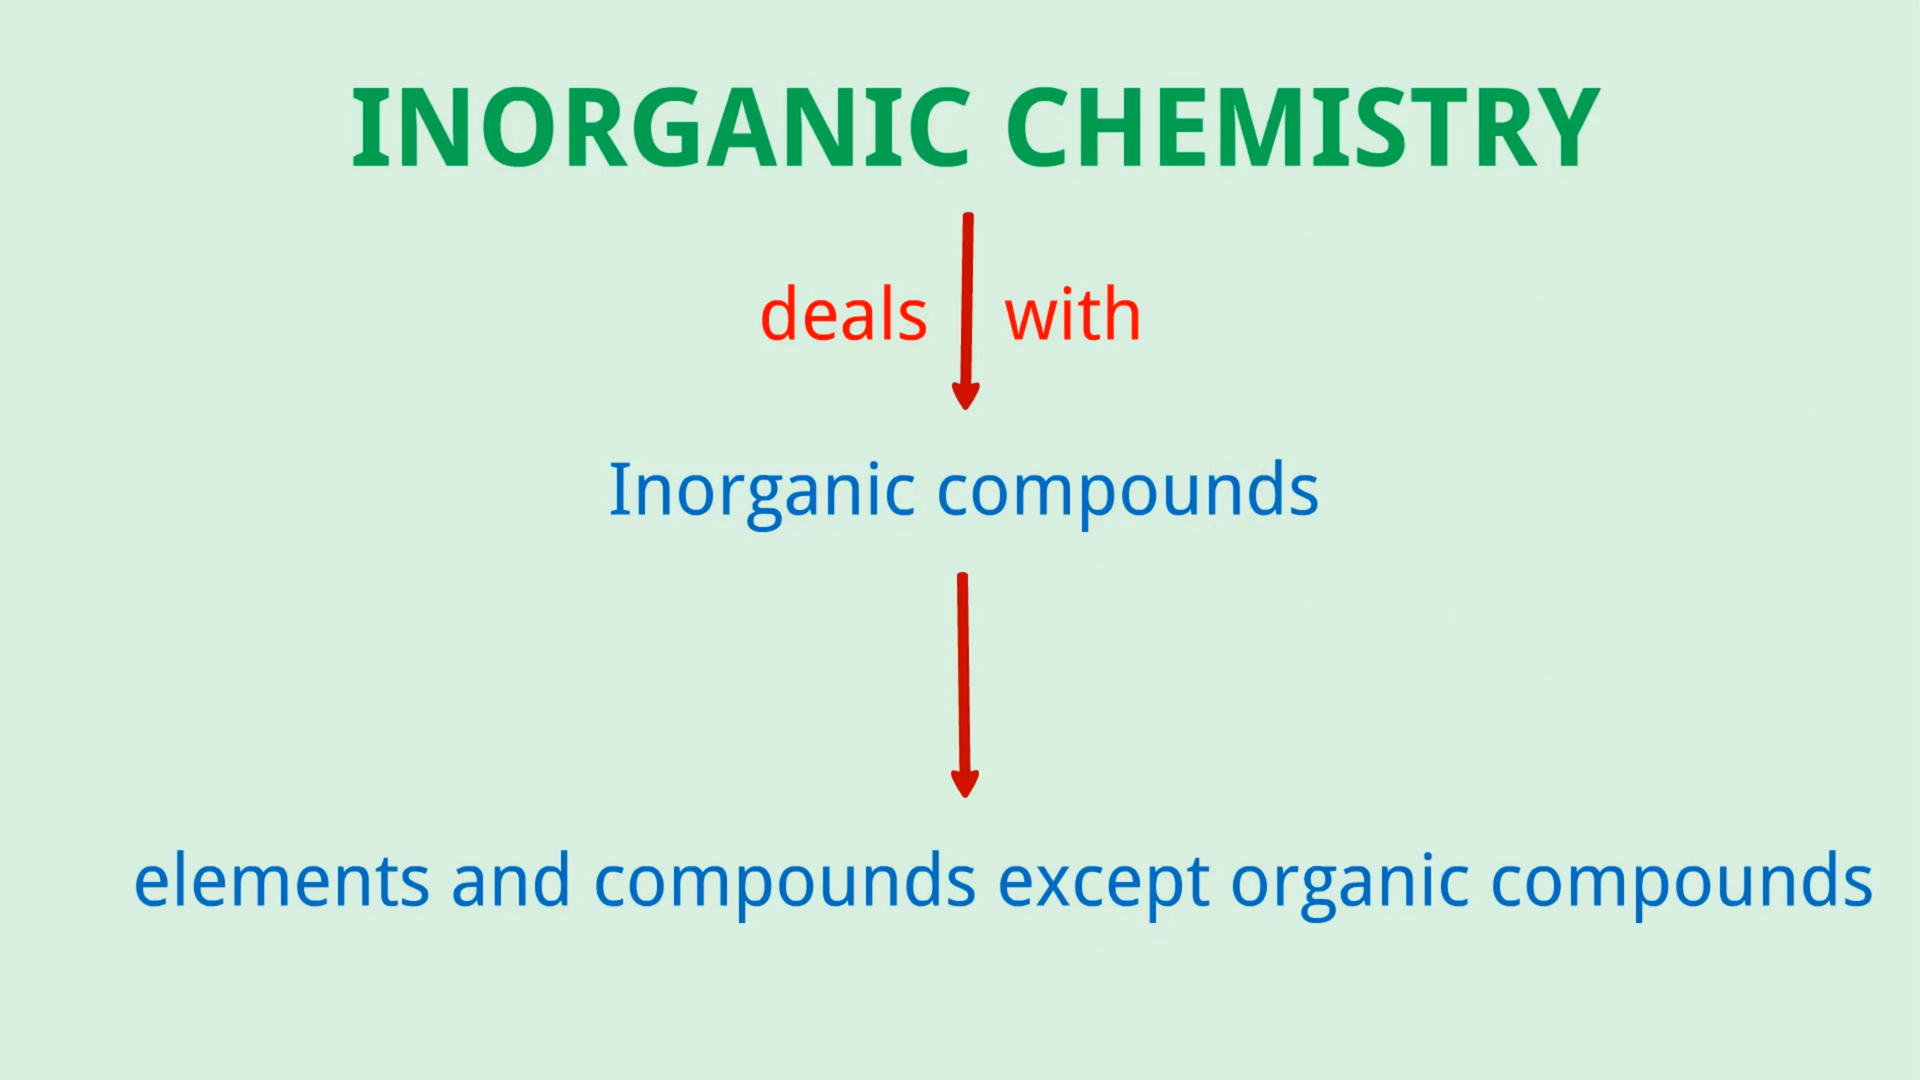 INORGANIC CHEMISTRY
deals with
Inorganic compounds
elements and compounds except organic compounds